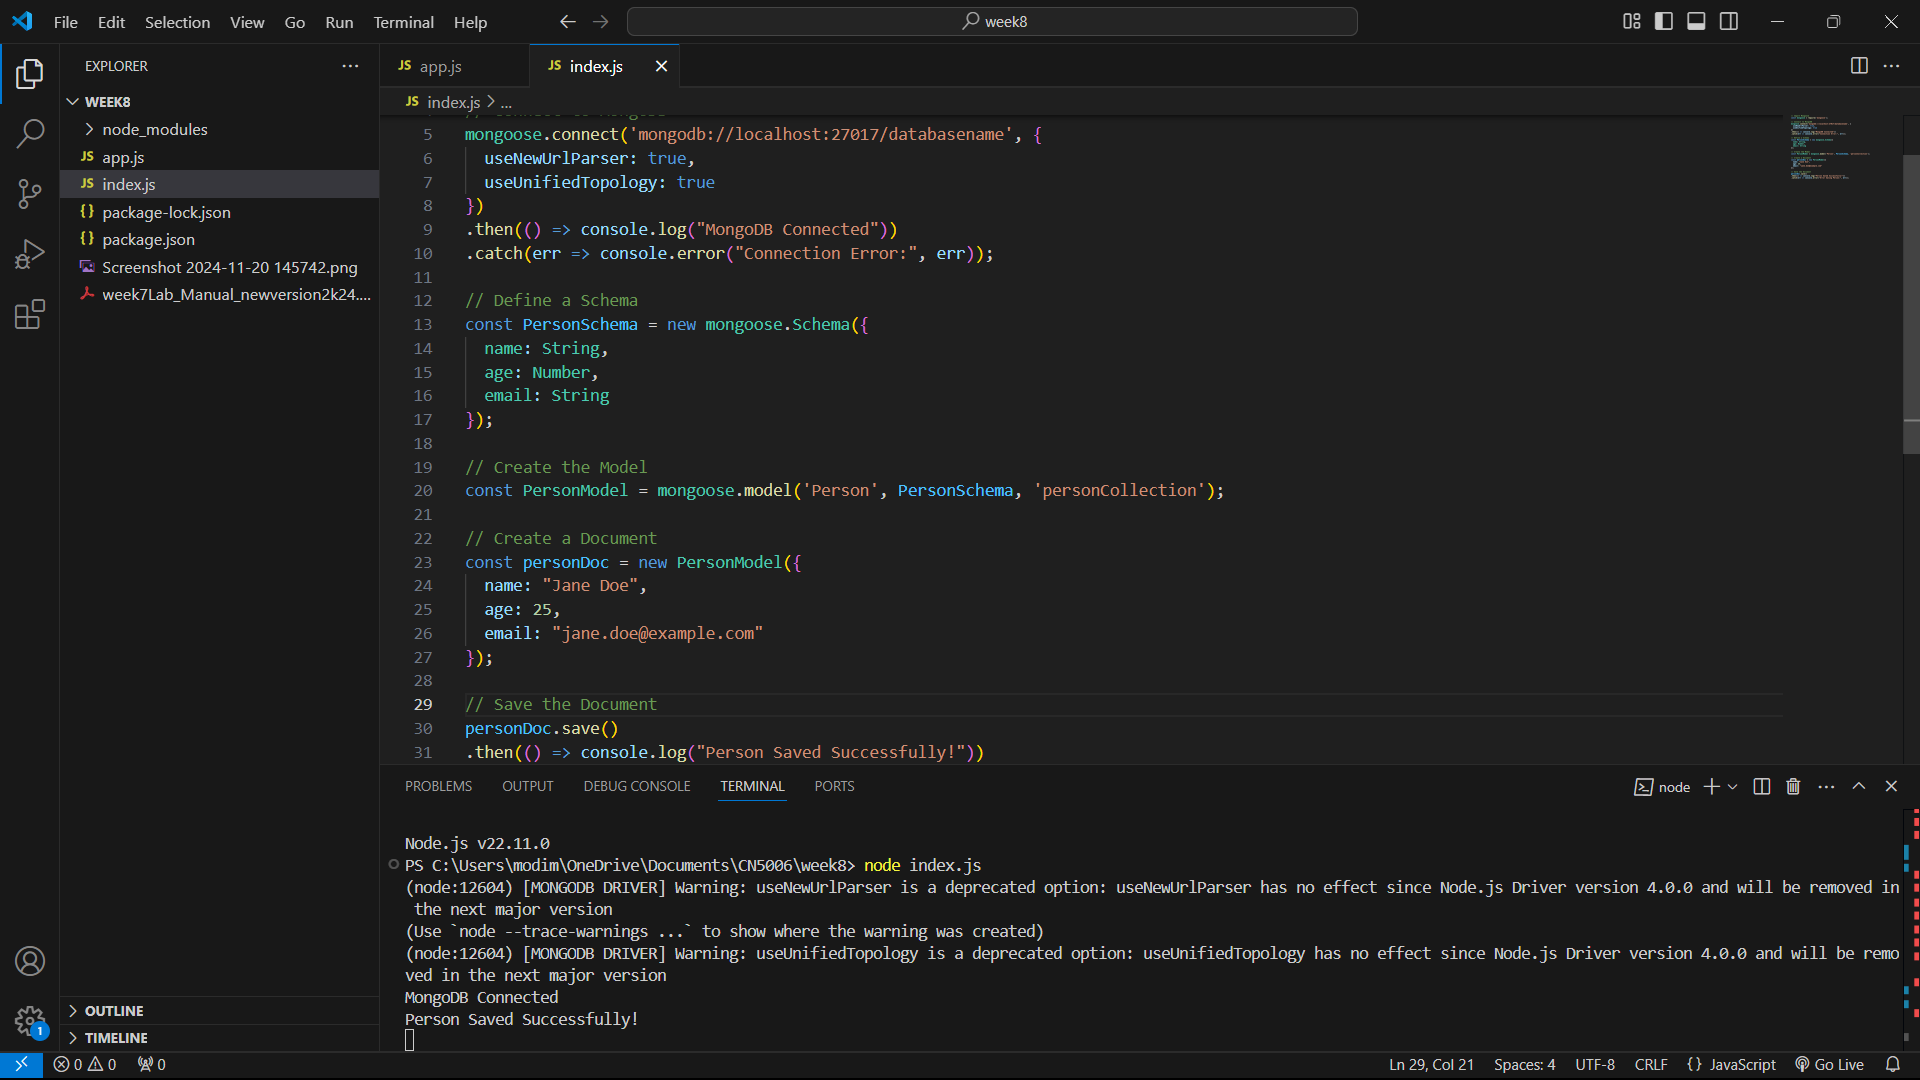 File Edit Selection View Go Run Terminal Help
week8
EXPLORER
WEEK8
node_modules
JS app.js
JS index.js
{} package-lock.json
{} package.json
Screenshot 2024-11-20 145742.png
week7Lab_Manual_newversion2k24....
OUTLINE
TIMELINE
JS app.js
JS index.js
JS index.js > ...
5 mongoose.connect('mongodb://localhost:27017/databasename', {
6 useNewUrlParser: true,
7 useUnifiedTopology: true
8 })
9 .then(() => console.log("MongoDB Connected"))
10 .catch(err => console.error("Connection Error:", err));
11
12 // Define a Schema
13 const PersonSchema = new mongoose.Schema({
14 name: String,
15 age: Number,
16 email: String
17 });
18
19 // Create the Model
20 const PersonModel = mongoose.model('Person', PersonSchema, 'personCollection');
21
22 // Create a Document
23 const personDoc = new PersonModel({
24 name: "Jane Doe",
25 age: 25,
26 email: "jane.doe@example.com"
27 });
28
29 // Save the Document
30 personDoc.save()
31 .then(() => console.log("Person Saved Successfully!"))
PROBLEMS OUTPUT DEBUG CONSOLE TERMINAL PORTS
node
Node.js v22.11.0
PS C:\Users\modim\OneDrive\Documents\CN5006\week8> node index.js
(node:12604) [MONGODB DRIVER] Warning: useNewUrlParser is a deprecated option: useNewUrlParser has no effect since Node.js Driver version 4.0.0 and will be removed in
the next major version
(Use `node --trace-warnings ...` to show where the warning was created)
(node:12604) [MONGODB DRIVER] Warning: useUnifiedTopology is a deprecated option: useUnifiedTopology has no effect since Node.js Driver version 4.0.0 and will be remo
ved in the next major version
MongoDB Connected
Person Saved Successfully!
1
0 0 0
Ln 29, Col 21 Spaces: 4 UTF-8 CRLF {} JavaScript Go Live